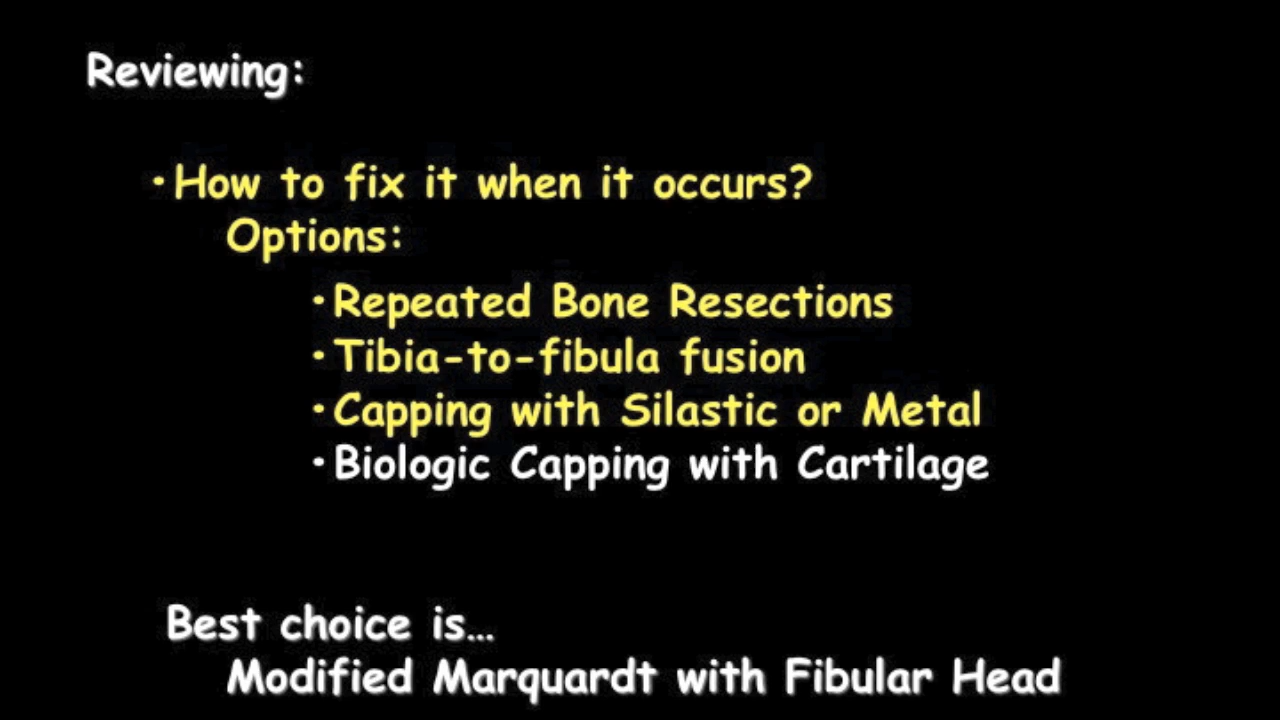 Reviewing:
•How to fix it when it occurs?
Options:
•Repeated Bone Resections
•Tibia-to-fibula fusion
•Capping with Silastic or Metal
•Biologic Capping with Cartilage
Best choice is…
Modified Marquardt with Fibular Head